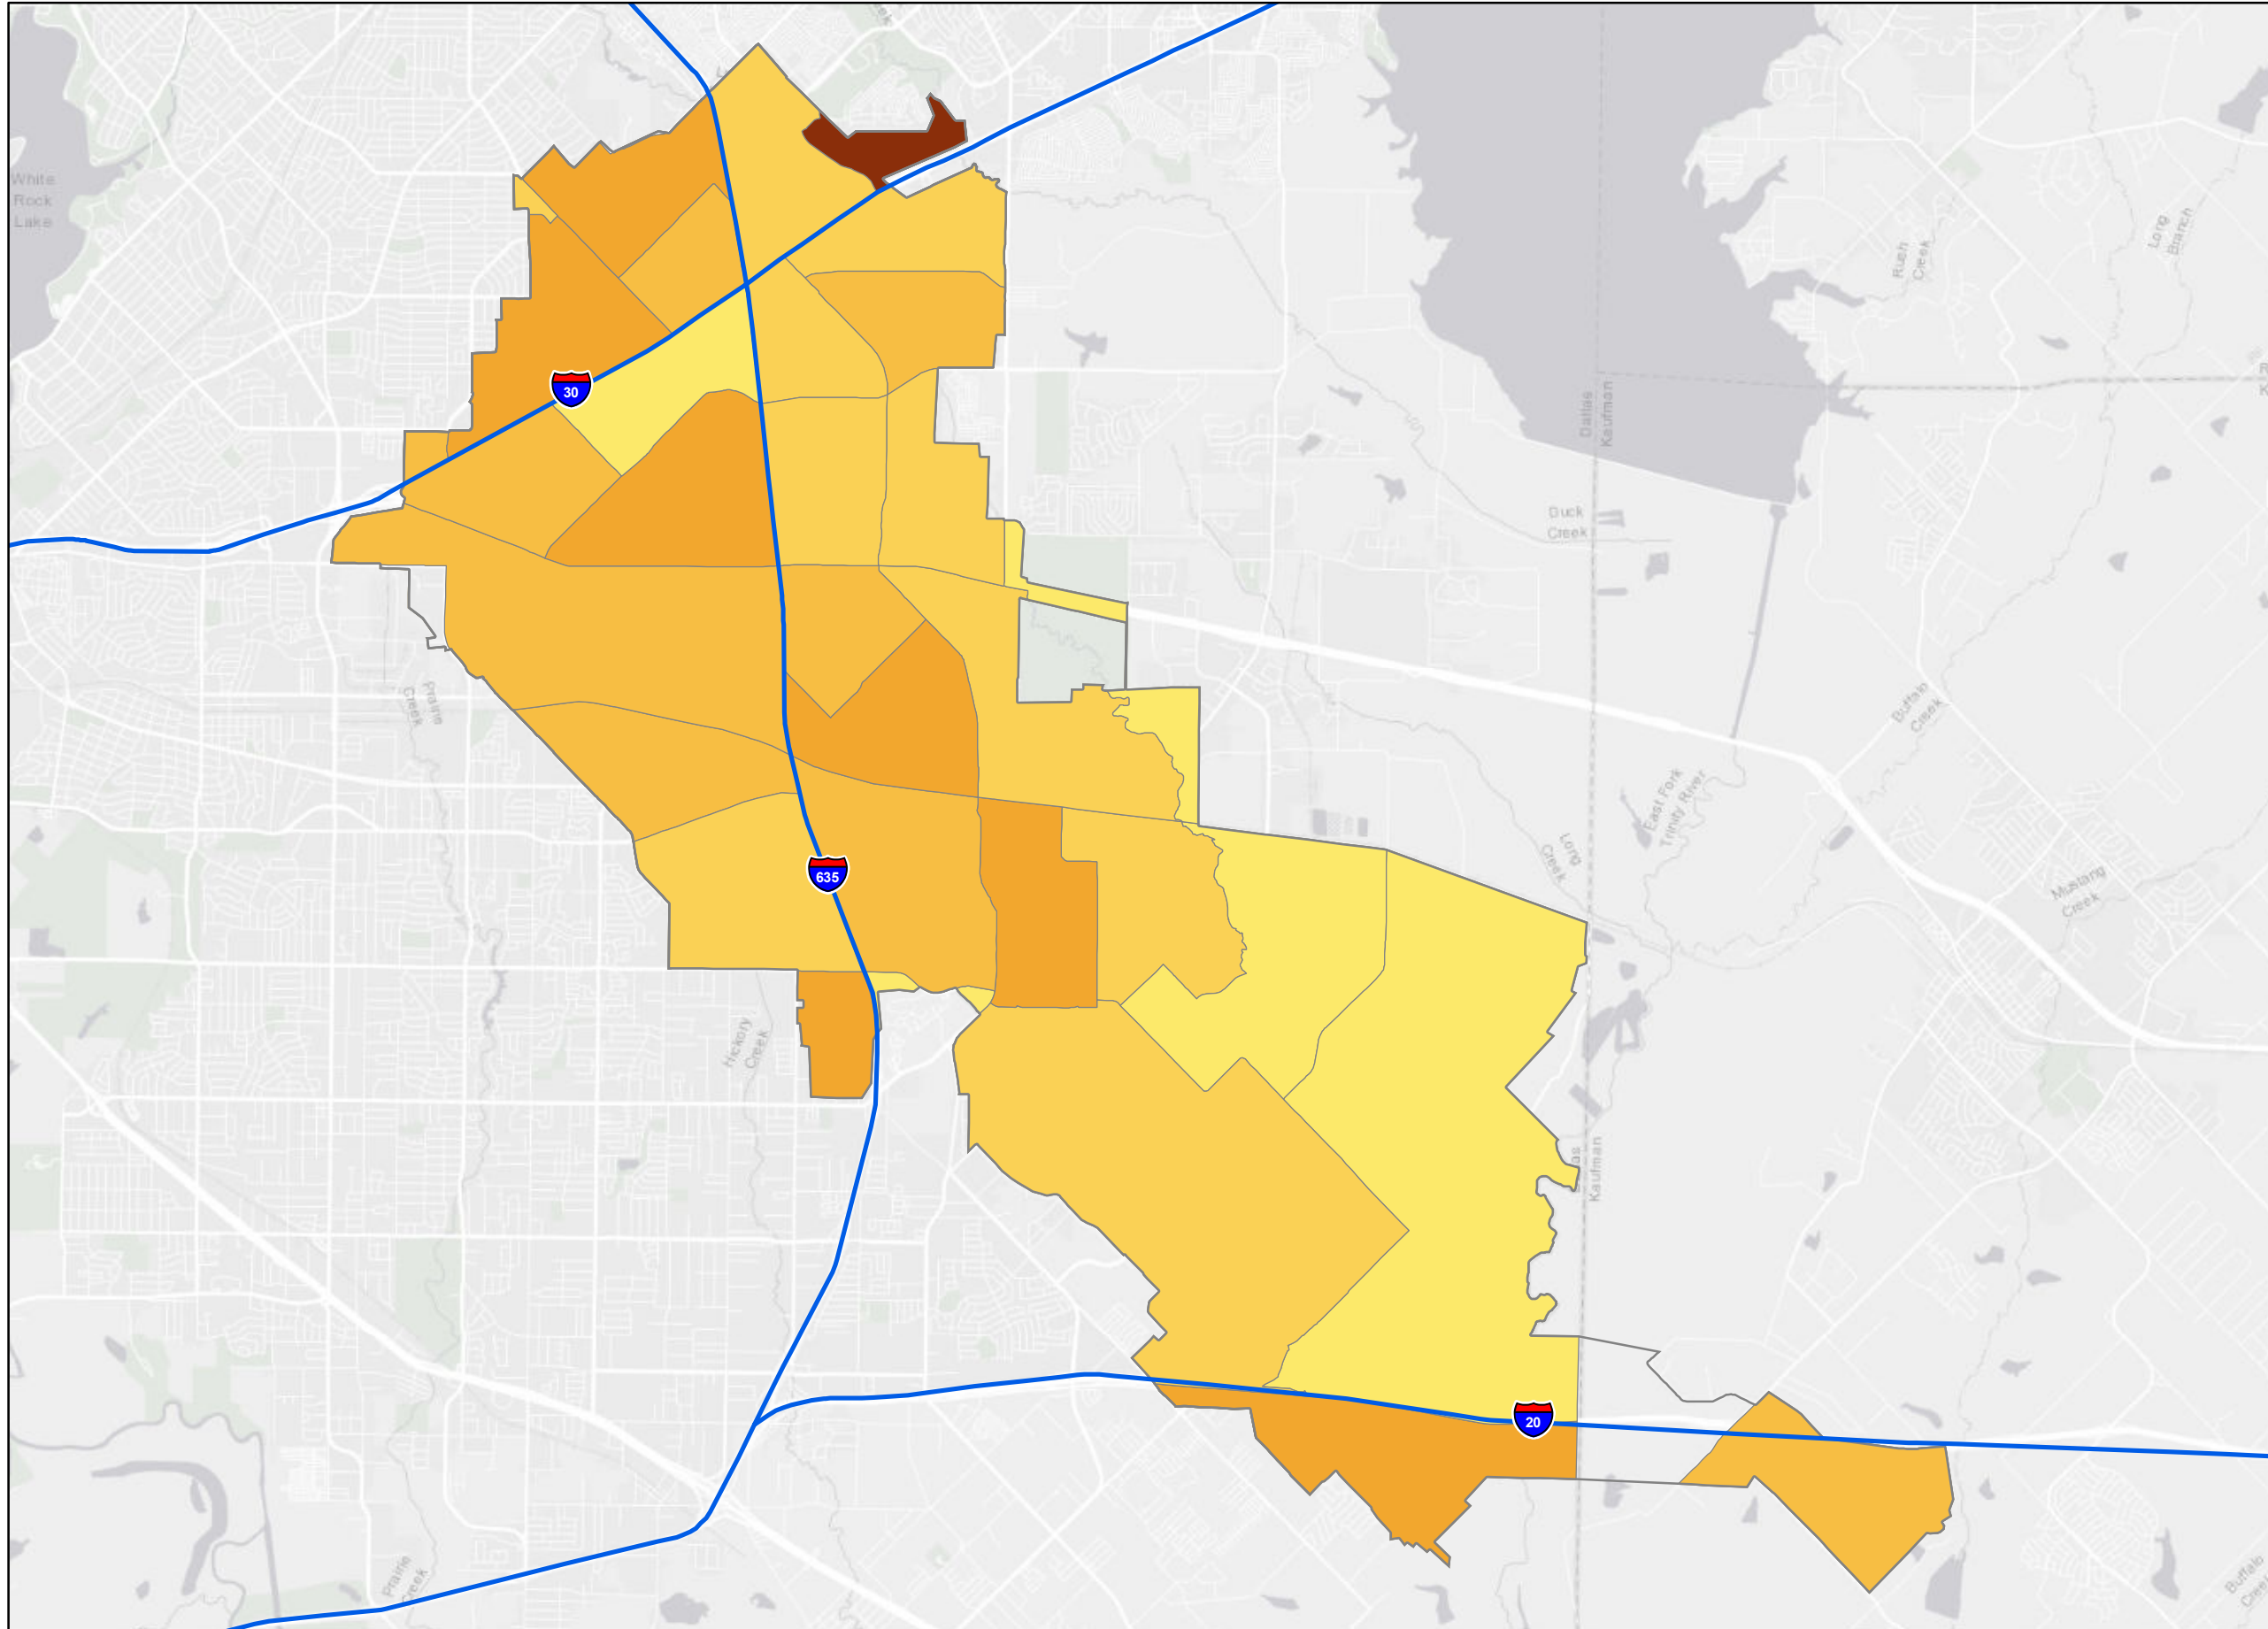 White
Rock
Lake
Long
Branch
Rush
Creek
30
Dallas
Kaufman
Duck
Creek
Prairie
Creek
Buffalo
Creek
East Fork
Trinity River
Long
Creek
635
Mustang
Creek
Hickory
Creek
Kaufman
20
Prairie
Creek
Buffalo